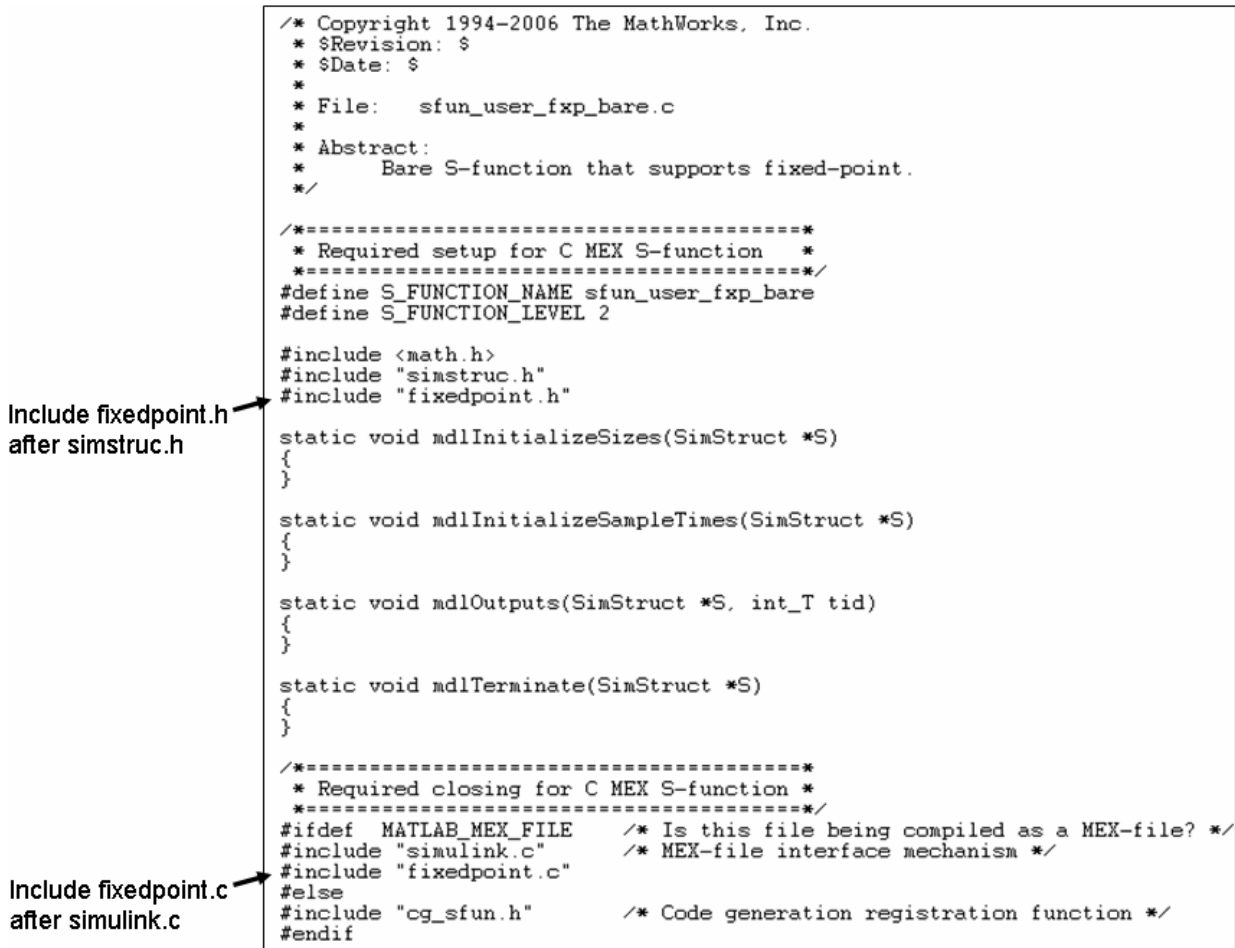 /* Copyright 1994-2006 The MathWorks, Inc.
 * $Revision: $
 * $Date: $
 *
 * File:   sfun_user_fxp_bare.c
 *
 * Abstract:
 *      Bare S-function that supports fixed-point.
 */
/*=======================================*
 * Required setup for C MEX S-function   *
 *=======================================*/
#define S_FUNCTION_NAME sfun_user_fxp_bare
#define S_FUNCTION_LEVEL 2
#include <math.h>
#include "simstruc.h"
#include "fixedpoint.h"
Include fixedpoint.h
after simstruc.h
static void mdlInitializeSizes(SimStruct *S)
{
}
static void mdlInitializeSampleTimes(SimStruct *S)
{
}
static void mdlOutputs(SimStruct *S, int_T tid)
{
}
static void mdlTerminate(SimStruct *S)
{
}
/*=======================================*
 * Required closing for C MEX S-function *
 *=======================================*/
#ifdef  MATLAB_MEX_FILE    /* Is this file being compiled as a MEX-file? */
#include "simulink.c"      /* MEX-file interface mechanism */
#include "fixedpoint.c"
Include fixedpoint.c
after simulink.c
#else
#include "cg_sfun.h"       /* Code generation registration function */
#endif